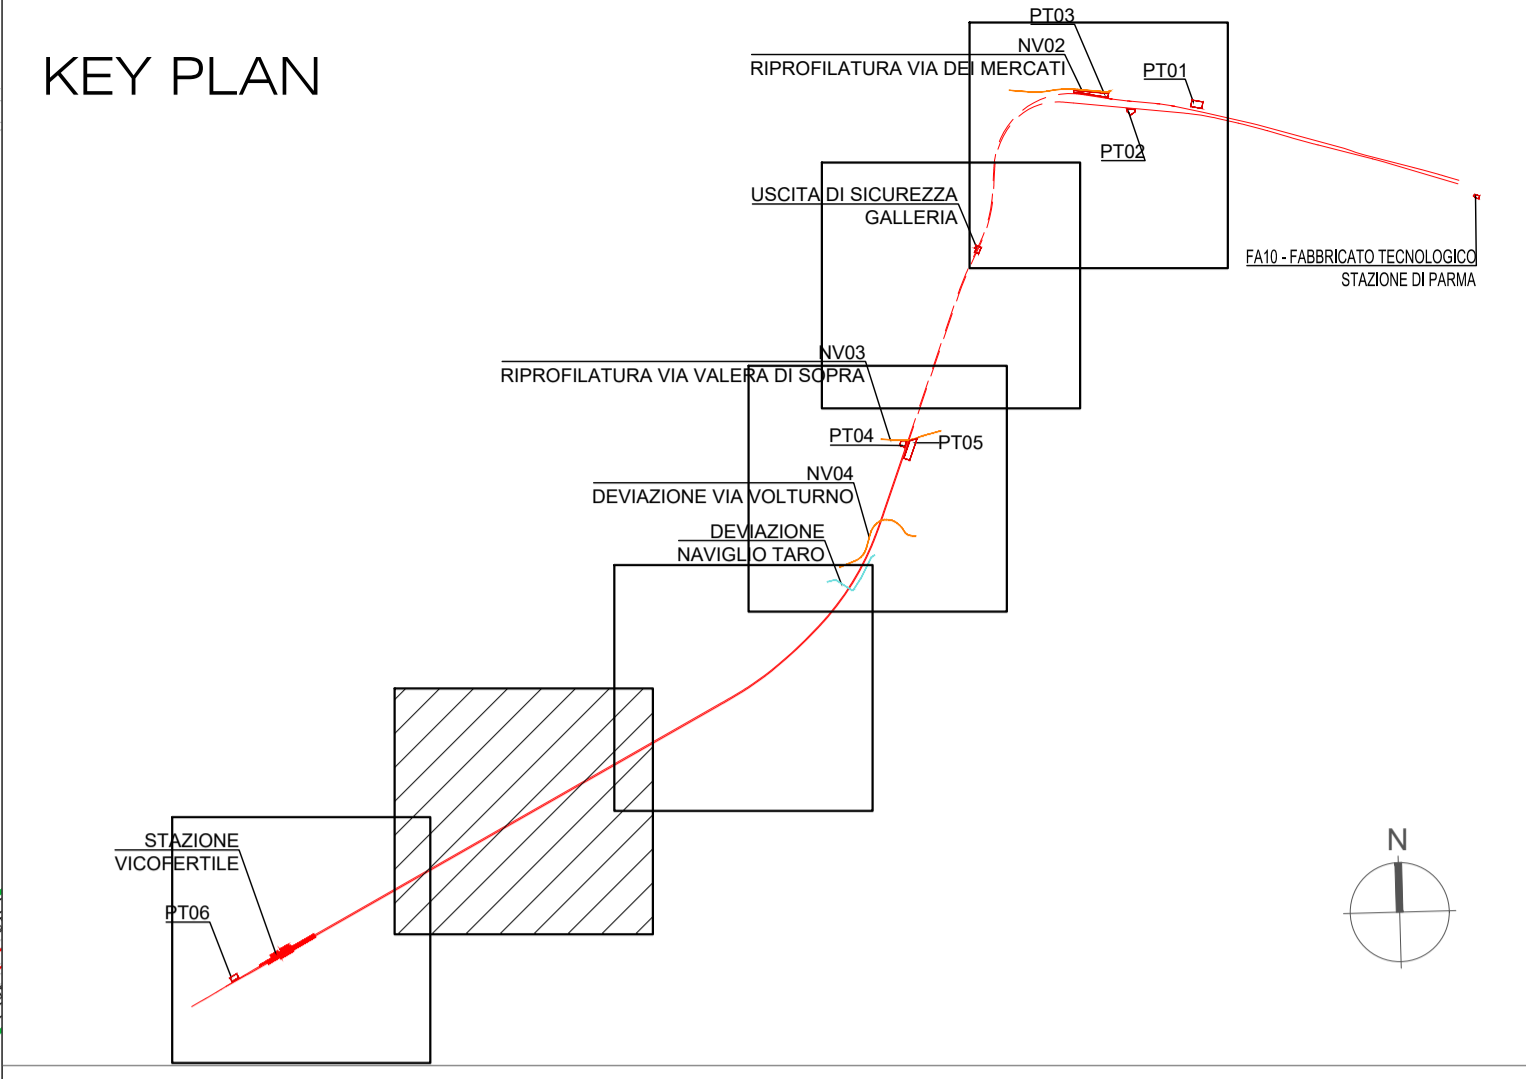 KEY PLAN
PT03
NV02
RIPROFILATURA VIA DEI MERCATI
PT01
PT02
USCITA DI SICUREZZA
GALLERIA
FA10 - FABBRICATO TECNOLOGICO
STAZIONE DI PARMA
NV03
RIPROFILATURA VIA VALERA DI SOPRA
PT04
PT05
NV04
DEVIAZIONE VIA VOLTURNO
DEVIAZIONE
NAVIGLIO TARO
STAZIONE
VICOFERTILE
PT06
N